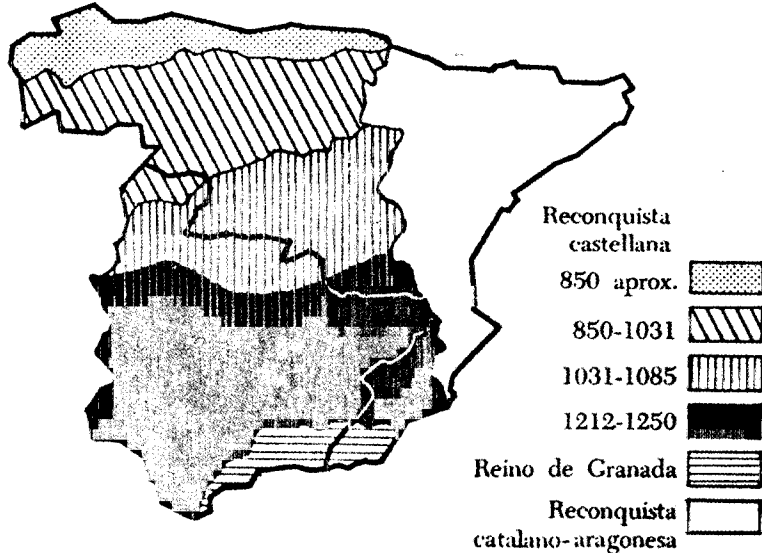 Reconquista
castellana
850 aprox.
850-1031
1031-1085
1212-1250
Reino de Granada
Reconquista
catalano-aragonesa